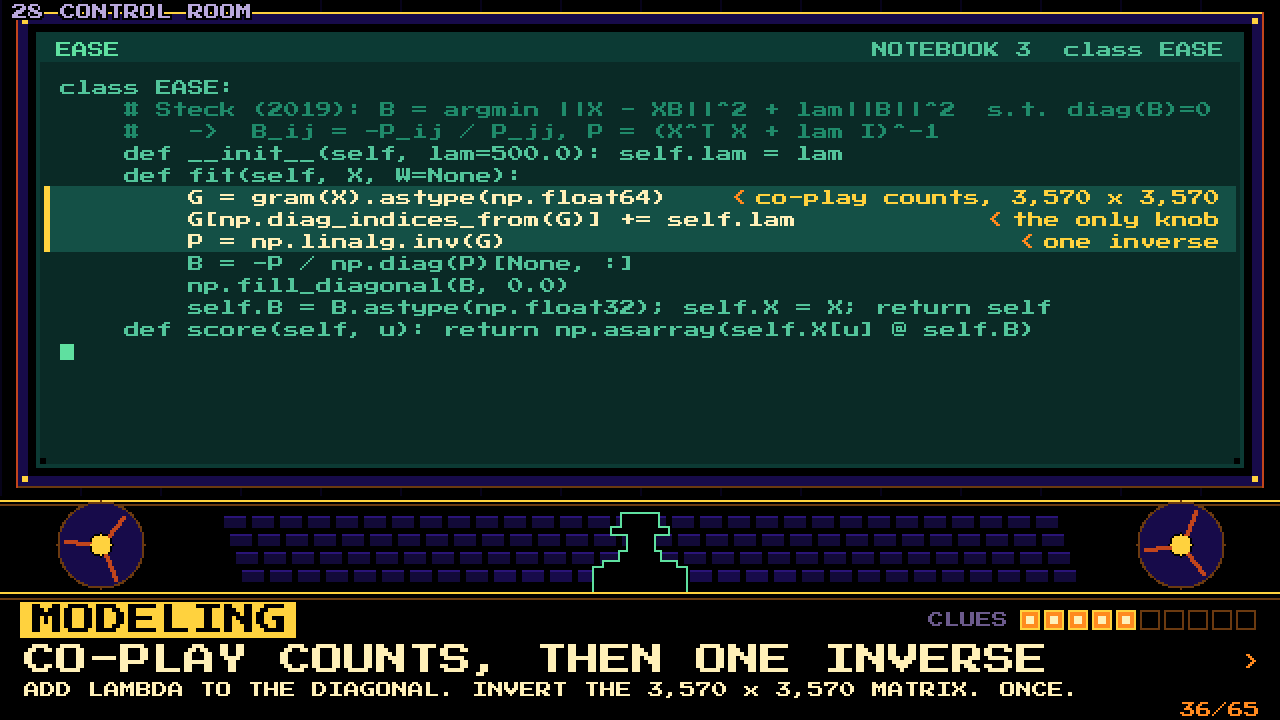 28 CONTROL ROOM
EASE NOTEBOOK 3 class EASE
class EASE:
# Steck (2019): B = argmin ||X - XB||^2 + lam||B||^2 s.t. diag(B)=0
# -> B_ij = -P_ij / P_jj, P = (X^T X + lam I)^-1
def __init__(self, lam=500.0): self.lam = lam
def fit(self, X, W=None):
G = gram(X).astype(np.float64) < co-play counts, 3,570 x 3,570
G[np.diag_indices_from(G)] += self.lam < the only knob
P = np.linalg.inv(G) < one inverse
B = -P / np.diag(P)[None, :]
np.fill_diagonal(B, 0.0)
self.B = B.astype(np.float32); self.X = X; return self
def score(self, u): return np.asarray(self.X[u] @ self.B)
MODELING CLUES
CO-PLAY COUNTS, THEN ONE INVERSE >
ADD LAMBDA TO THE DIAGONAL. INVERT THE 3,570 x 3,570 MATRIX. ONCE.
36/65